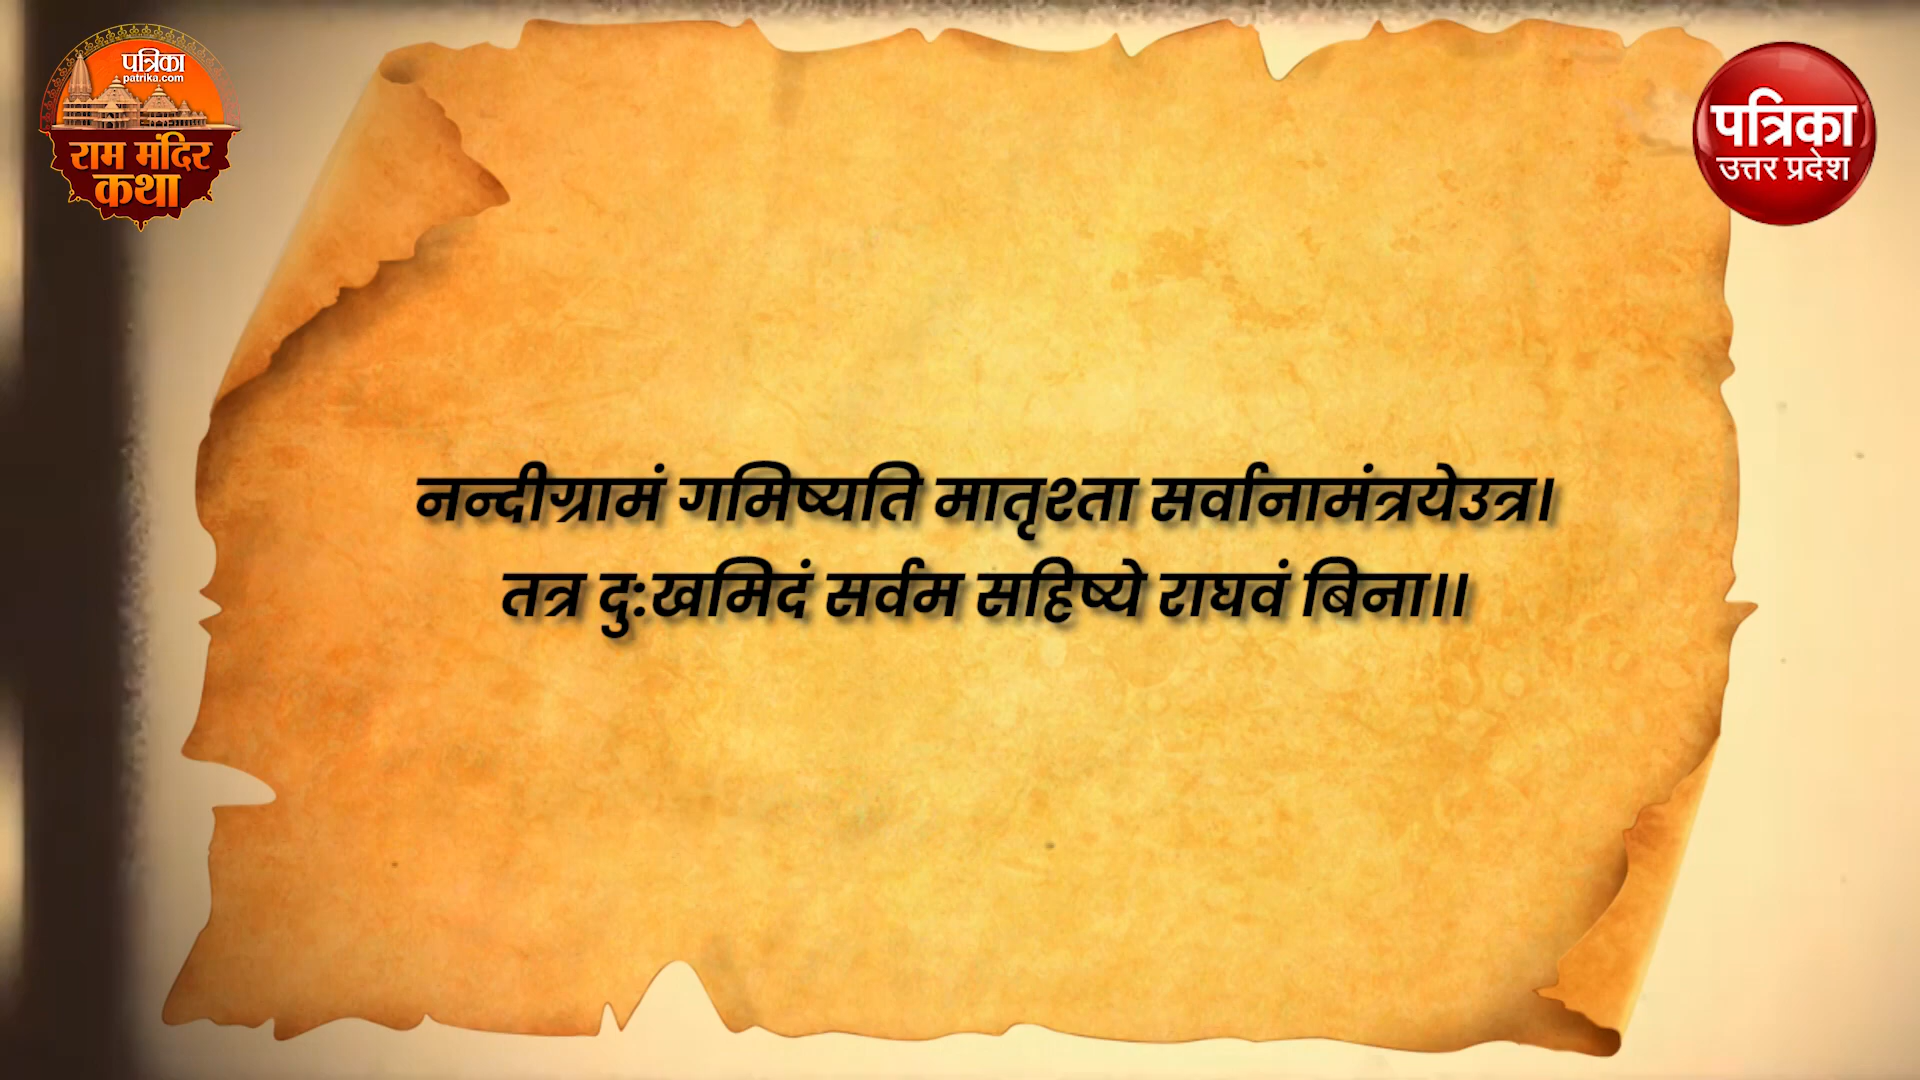 पत्रिका
patrika.com
राम मंदिर
कथा
पत्रिका
उत्तर प्रदेश
नन्दीग्रामं गमिष्यति मातृश्ता सर्वानामंत्रयेउत्र।
तत्र दु:खमिदं सर्वम सहिष्ये राघवं बिना।।